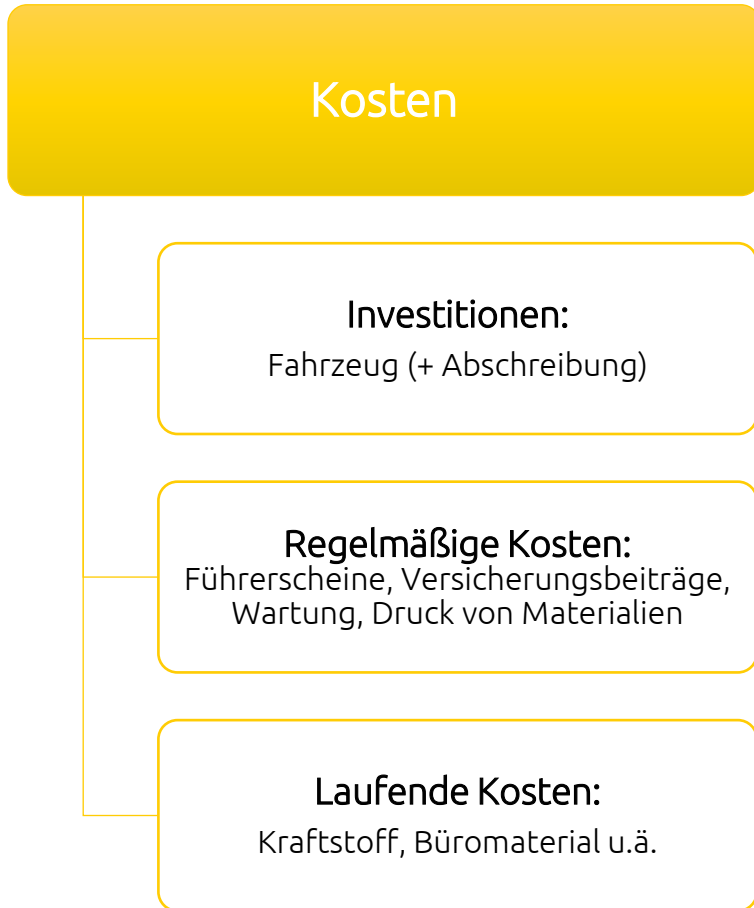 Kosten
Investitionen:
Fahrzeug (+ Abschreibung)
Regelmäßige Kosten:
Führerscheine, Versicherungsbeiträge,
Wartung, Druck von Materialien
Laufende Kosten:
Kraftstoff, Büromaterial u.ä.